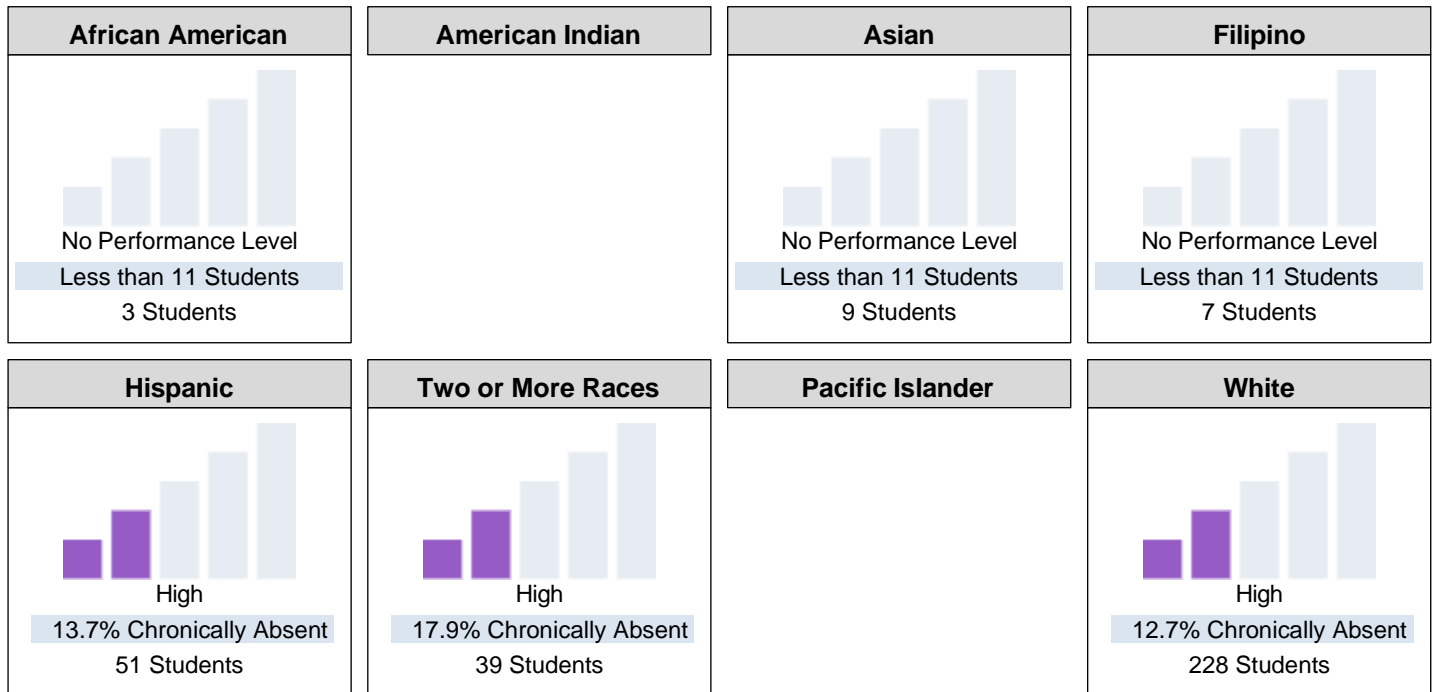 African American
American Indian
Asian
Filipino
No Performance Level
Less than 11 Students
3 Students
No Performance Level
Less than 11 Students
9 Students
No Performance Level
Less than 11 Students
7 Students
Hispanic
Two or More Races
Pacific Islander
White
High
13.7% Chronically Absent
51 Students
High
17.9% Chronically Absent
39 Students
High
12.7% Chronically Absent
228 Students